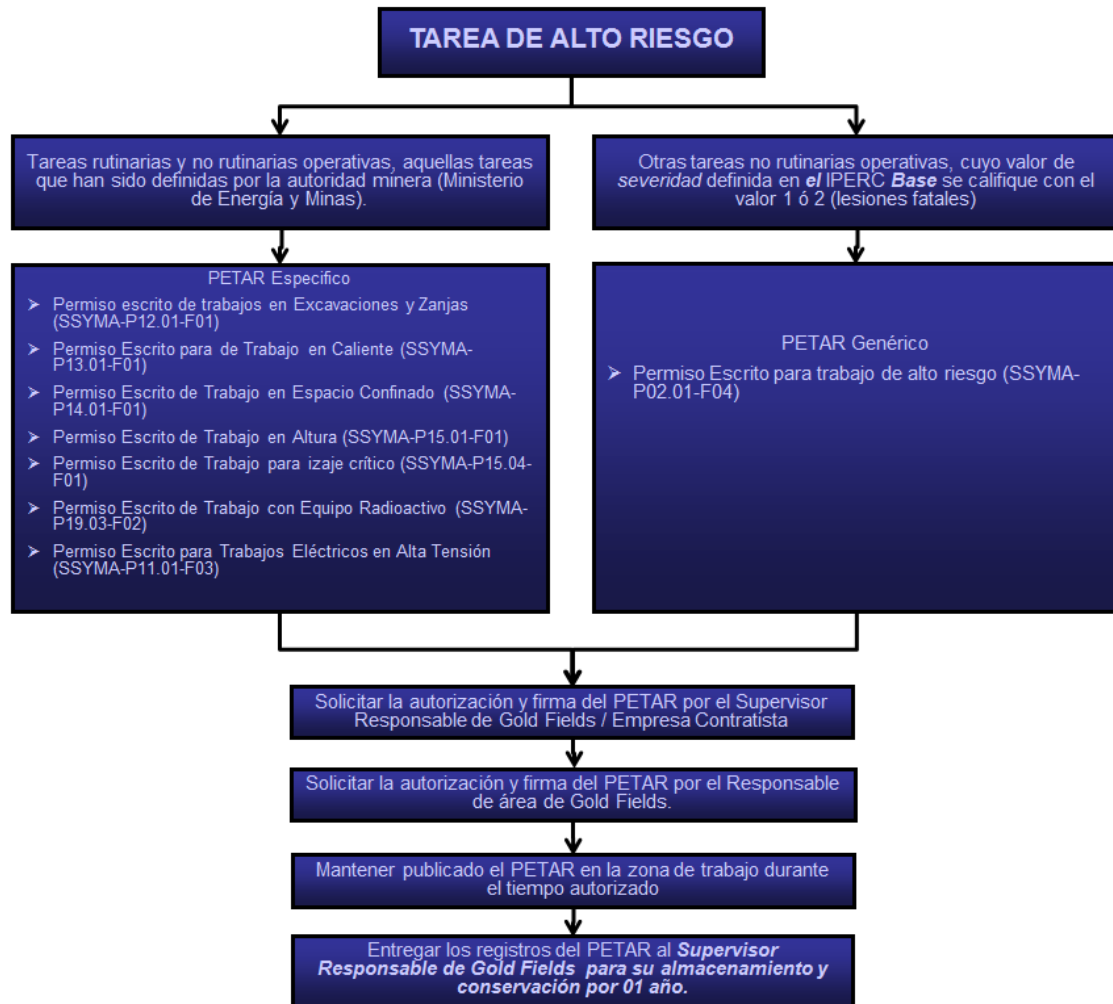 TAREA DE ALTO RIESGO
Tareas rutinarias y no rutinarias operativas, aquellas tareas
que han sido definidas por la autoridad minera (Ministerio
de Energía y Minas).
Otras tareas no rutinarias operativas, cuyo valor de
severidad definida en el IPERC Base se califique con el
valor 1 ó 2 (lesiones fatales)
PETAR Especifico
➢ Permiso escrito de trabajos en Excavaciones y Zanjas
(SSYMA-P12.01-F01)
➢ Permiso Escrito para de Trabajo en Caliente (SSYMA-
P13.01-F01)
➢ Permiso Escrito de Trabajo en Espacio Confinado (SSYMA-
P14.01-F01)
➢ Permiso Escrito de Trabajo en Altura (SSYMA-P15.01-F01)
➢ Permiso Escrito de Trabajo para izaje crítico (SSYMA-P15.04-
F01)
➢ Permiso Escrito de Trabajo con Equipo Radioactivo (SSYMA-
P19.03-F02)
➢ Permiso Escrito para Trabajos Eléctricos en Alta Tensión
(SSYMA-P11.01-F03)
PETAR Genérico
➢ Permiso Escrito para trabajo de alto riesgo (SSYMA-
P02.01-F04)
Solicitar la autorización y firma del PETAR por el Supervisor
Responsable de Gold Fields / Empresa Contratista
Solicitar la autorización y firma del PETAR por el Responsable
de área de Gold Fields.
Mantener publicado el PETAR en la zona de trabajo durante
el tiempo autorizado
Entregar los registros del PETAR al Supervisor
Responsable de Gold Fields para su almacenamiento y
conservación por 01 año.